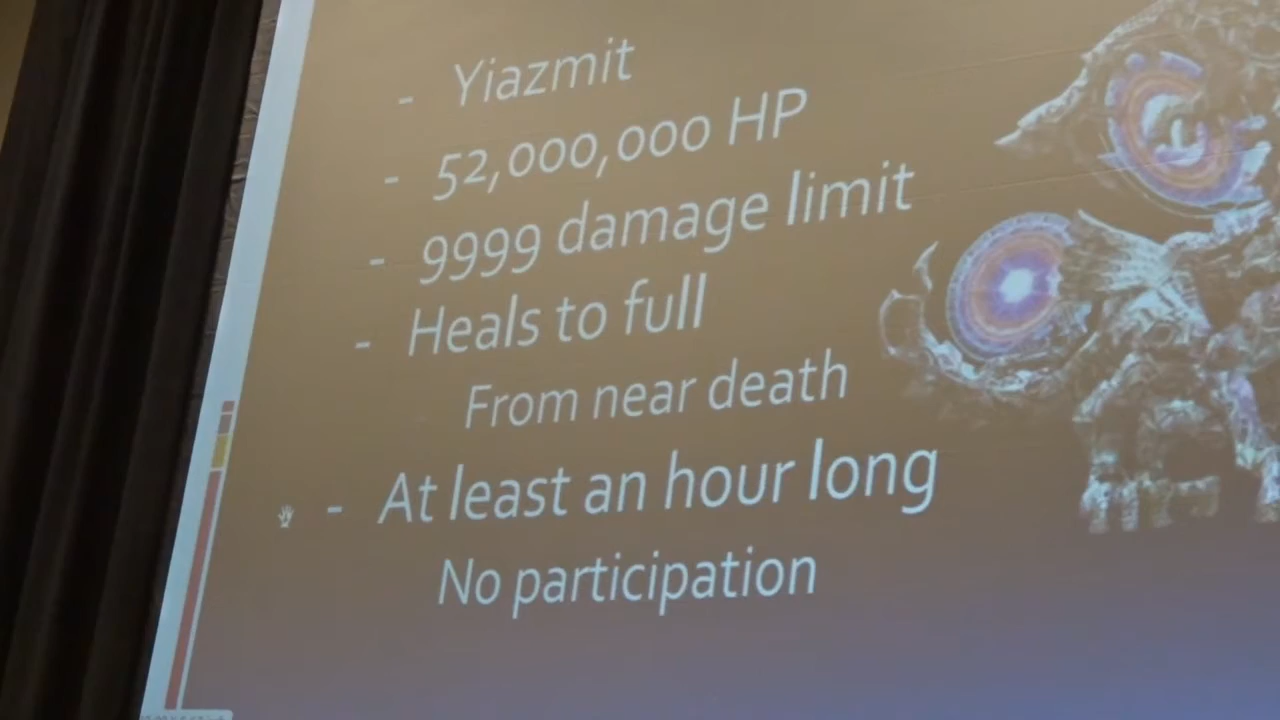 - Yiazmit
- 52,000,000 HP
- 9999 damage limit
- Heals to full
From near death
- At least an hour long
No participation